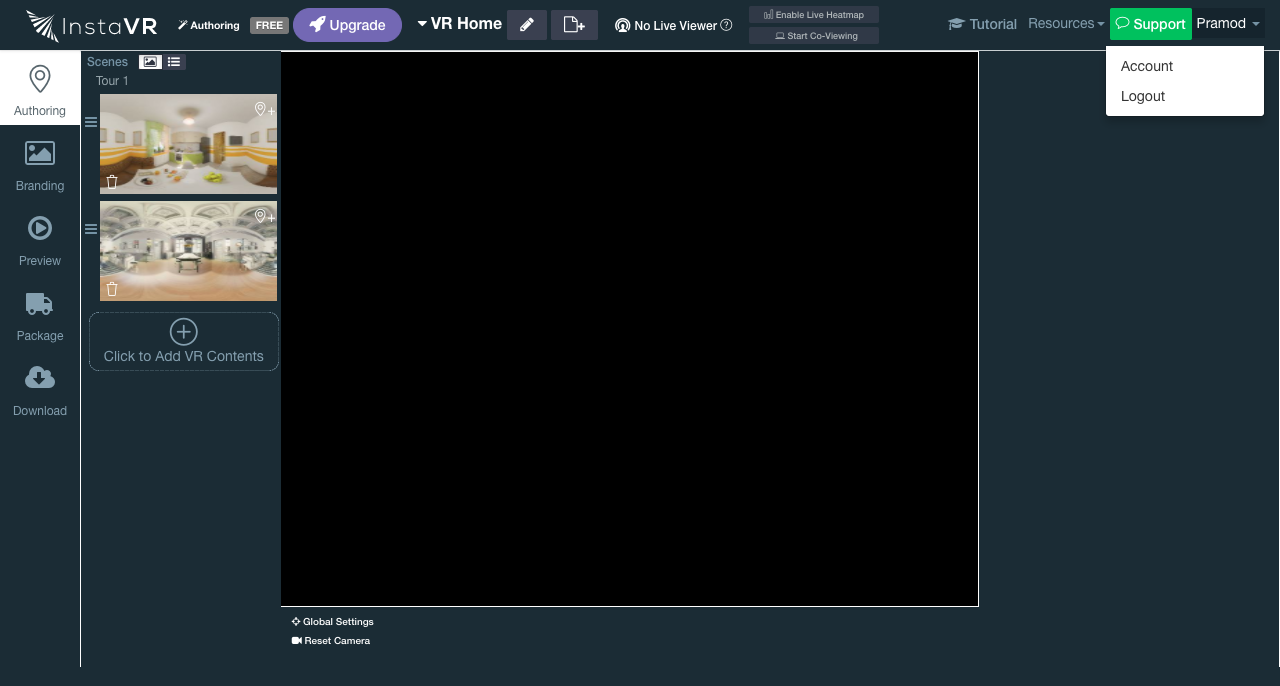 InstaVR
Authoring
FREE
Upgrade
VR Home
No Live Viewer
Enable Live Heatmap
Start Co-Viewing
Tutorial
Resources
Support
Pramod
Account
Logout
Authoring
Branding
Preview
Package
Download
Scenes
Tour 1
Click to Add VR Contents
Global Settings
Reset Camera